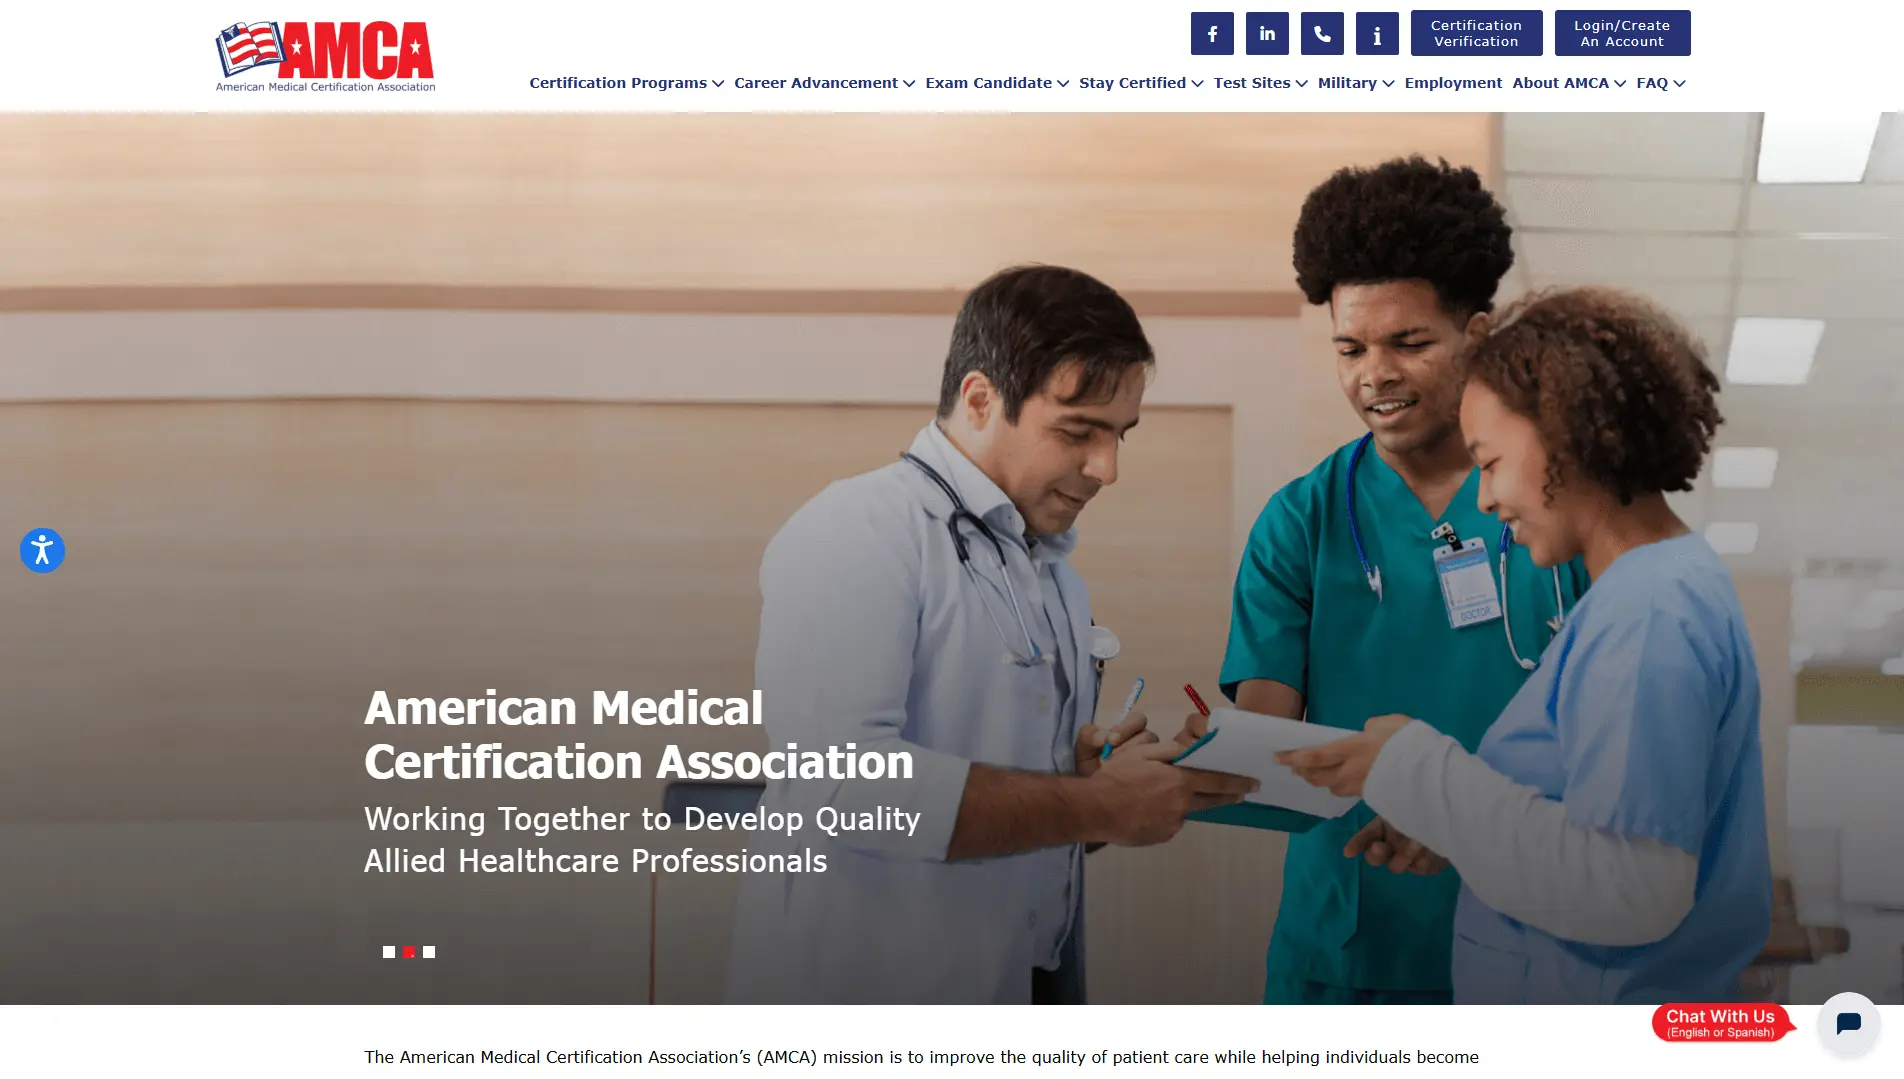 AMCA
American Medical Certification Association
Certification
Verification
Login/Create
An Account
Certification Programs
Career Advancement
Exam Candidate
Stay Certified
Test Sites
Military
Employment
About AMCA
FAQ
DOCTOR
American Medical
Certification Association
Working Together to Develop Quality
Allied Healthcare Professionals
Chat With Us
(English or Spanish)
The American Medical Certification Association’s (AMCA) mission is to improve the quality of patient care while helping individuals become